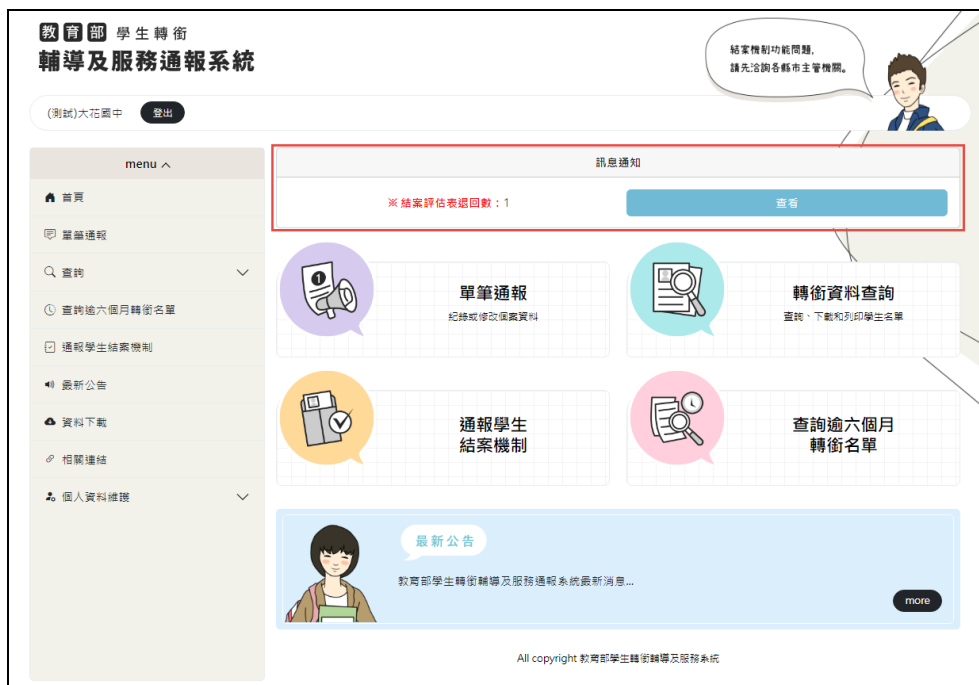 教育部 學生轉銜
輔導及服務通報系統
結案機制功能問題,
請先洽詢各縣市主管機關。
(測試)大花國中
登出
menu
首頁
單筆通報
查詢
查詢逾六個月轉銜名單
通報學生結案機制
最新公告
資料下載
相關連結
個人資料維護
訊息通知
※ 結案評估表退回數:1
查看
1
單筆通報
紀錄或修改個案資料
轉銜資料查詢
查詢、下載和列印學生名單
通報學生
結案機制
查詢逾六個月
轉銜名單
最新公告
教育部學生轉銜輔導及服務通報系統最新消息...
more
All copyright 教育部學生轉銜輔導及服務系統